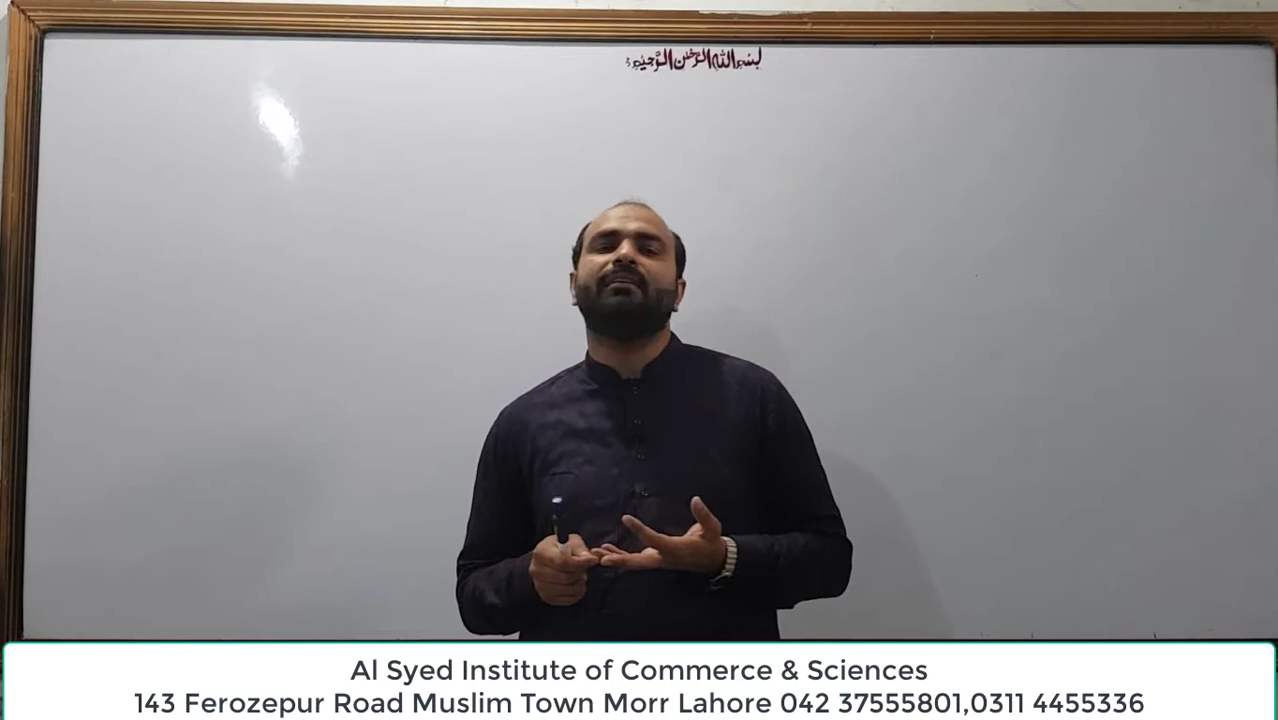 بسم الله الرحمن الرحیم
Al Syed Institute of Commerce & Sciences
143 Ferozepur Road Muslim Town Morr Lahore 042 37555801,0311 4455336